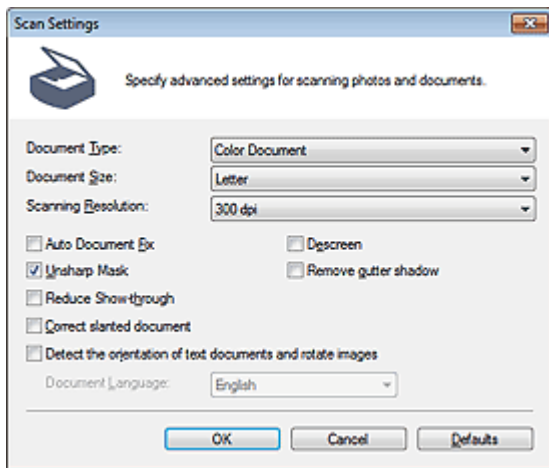 Scan Settings
Specify advanced settings for scanning photos and documents.
Document Type: Color Document
Document Size: Letter
Scanning Resolution: 300 dpi
Auto Document Fix Descreen
Unsharp Mask Remove gutter shadow
Reduce Show-through
Correct slanted document
Detect the orientation of text documents and rotate images
Document Language: English
OK Cancel Defaults